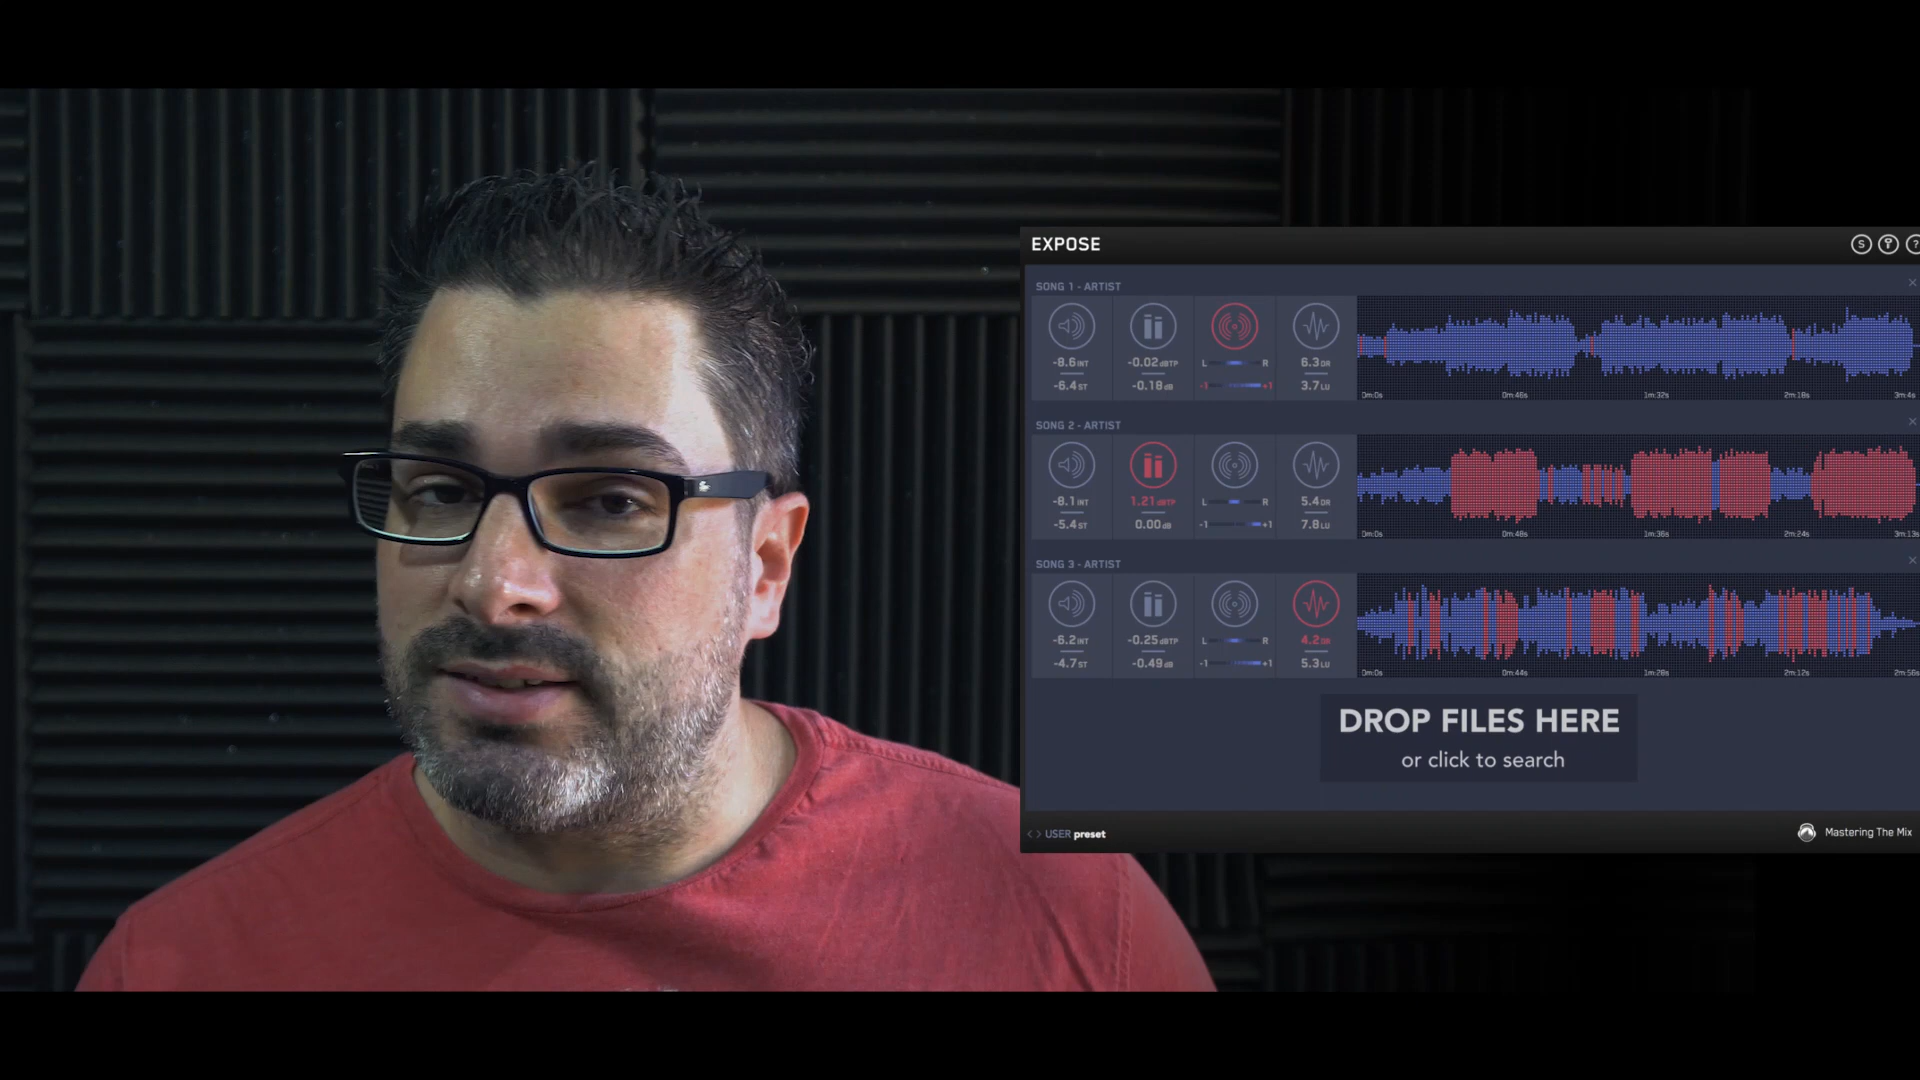 EXPOSE
S ?
SONG 1 - ARTIST
-8.6 INT -0.02 dBTP L R 6.3 DR
-6.4 ST -0.18 dB -1 +1 3.7 LU
0m:0s 0m:46s 1m:32s 2m:18s 3m:4s
SONG 2 - ARTIST
-8.1 INT 1.21 dBTP L R 5.4 DR
-5.4 ST 0.00 dB -1 +1 7.8 LU
0m:0s 0m:48s 1m:36s 2m:24s 3m:13s
SONG 3 - ARTIST
-6.2 INT -0.25 dBTP L R 4.2 DR
-4.7 ST -0.49 dB -1 +1 5.3 LU
0m:0s 0m:44s 1m:28s 2m:12s 2m:56s
DROP FILES HERE
or click to search
USER preset
Mastering The Mix